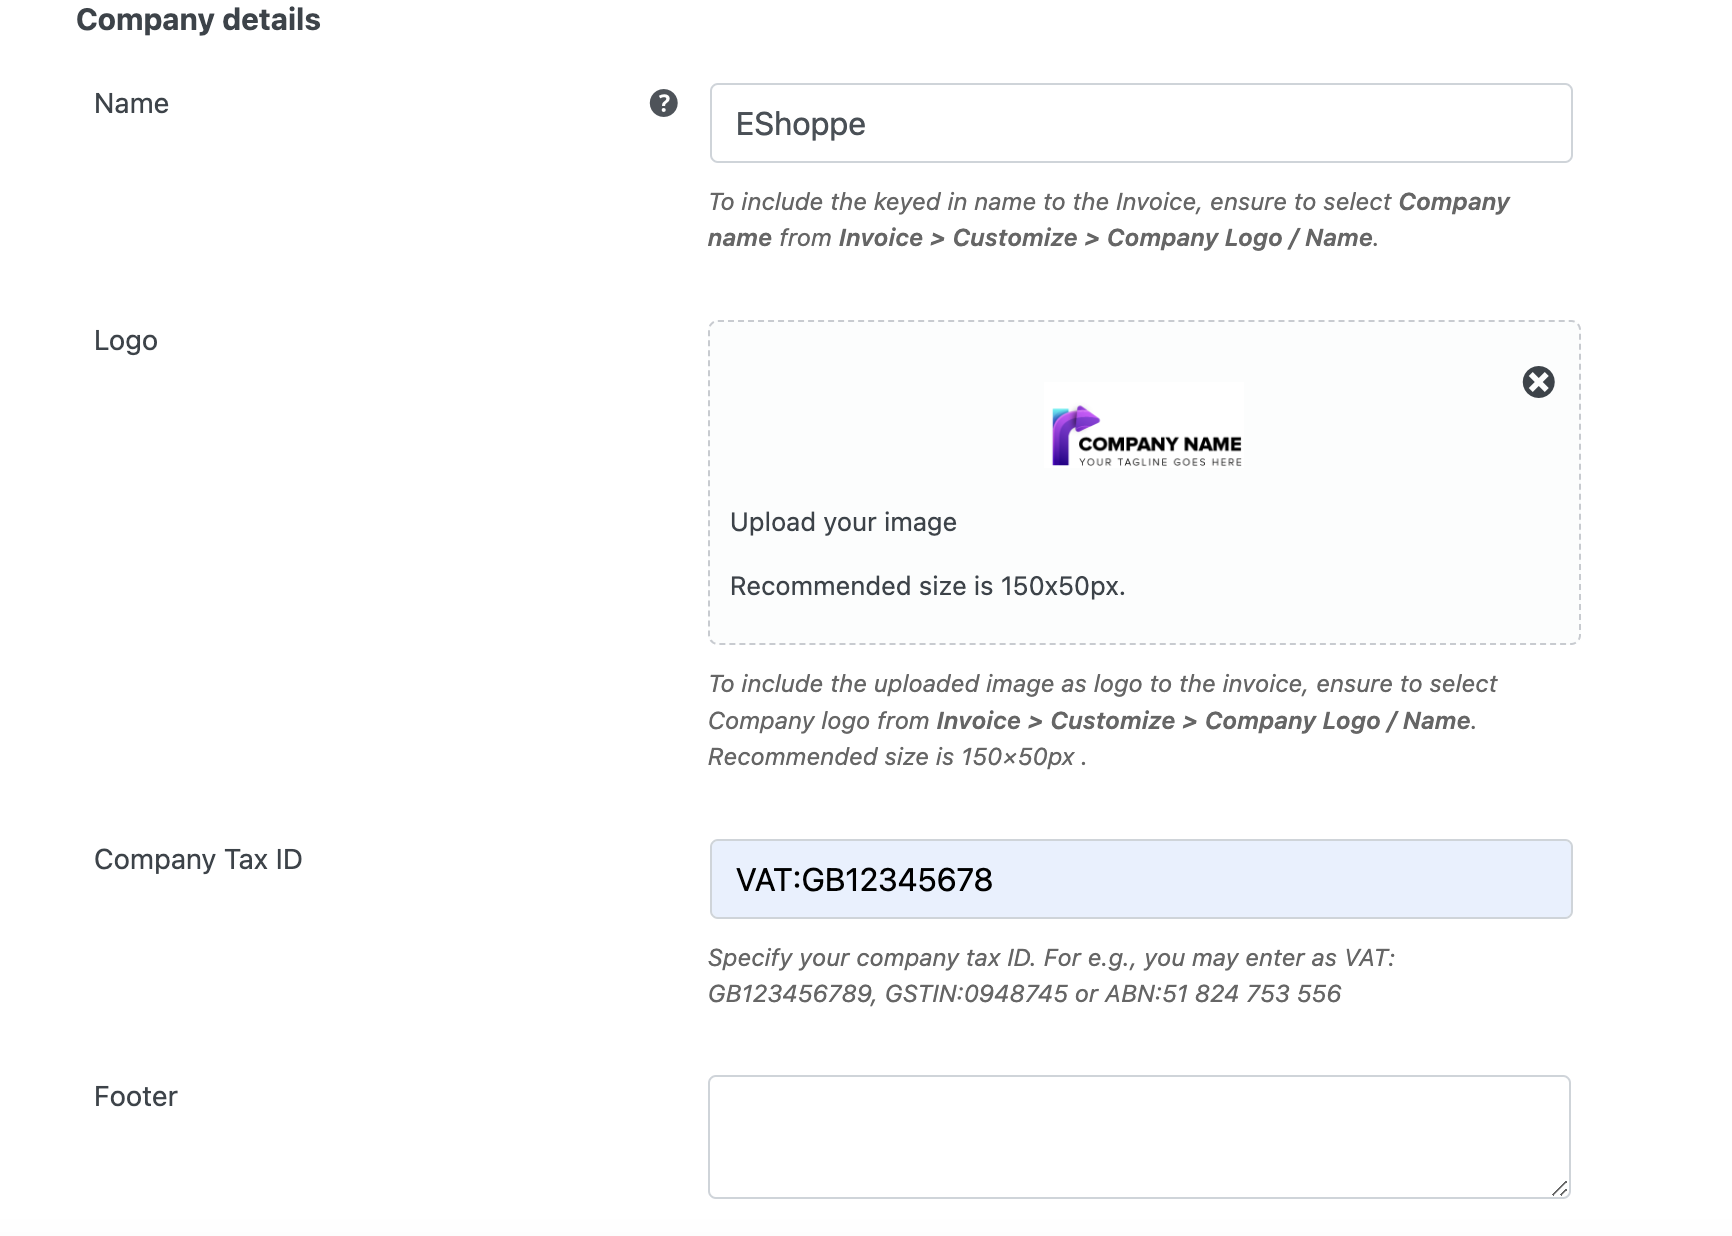 Company details
Name
?
EShoppe
To include the keyed in name to the Invoice, ensure to select Company
name from Invoice > Customize > Company Logo / Name.
Logo
COMPANY NAME
YOUR TAGLINE GOES HERE
Upload your image
Recommended size is 150x50px.
To include the uploaded image as logo to the invoice, ensure to select
Company logo from Invoice > Customize > Company Logo / Name.
Recommended size is 150×50px .
Company Tax ID
VAT:GB12345678
Specify your company tax ID. For e.g., you may enter as VAT:
GB123456789, GSTIN:0948745 or ABN:51 824 753 556
Footer